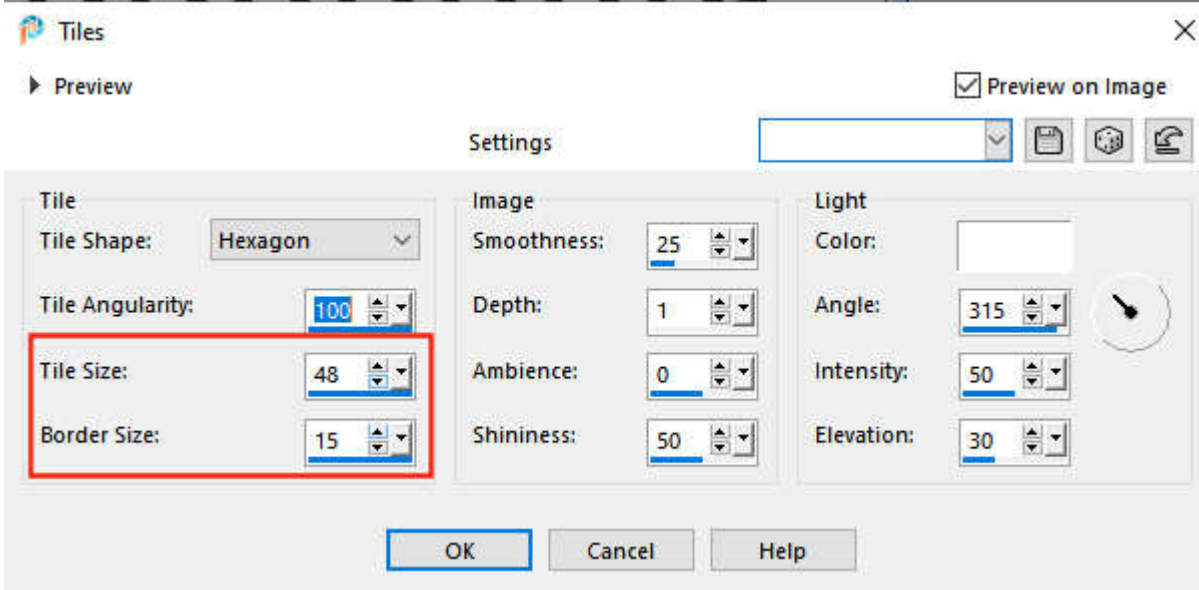 Tiles
Preview
Preview on Image
Settings
Tile
Tile Shape: Hexagon
Tile Angularity: 100
Tile Size: 48
Border Size: 15
Image
Smoothness: 25
Depth: 1
Ambience: 0
Shininess: 50
Light
Color:
Angle: 315
Intensity: 50
Elevation: 30
OK
Cancel
Help